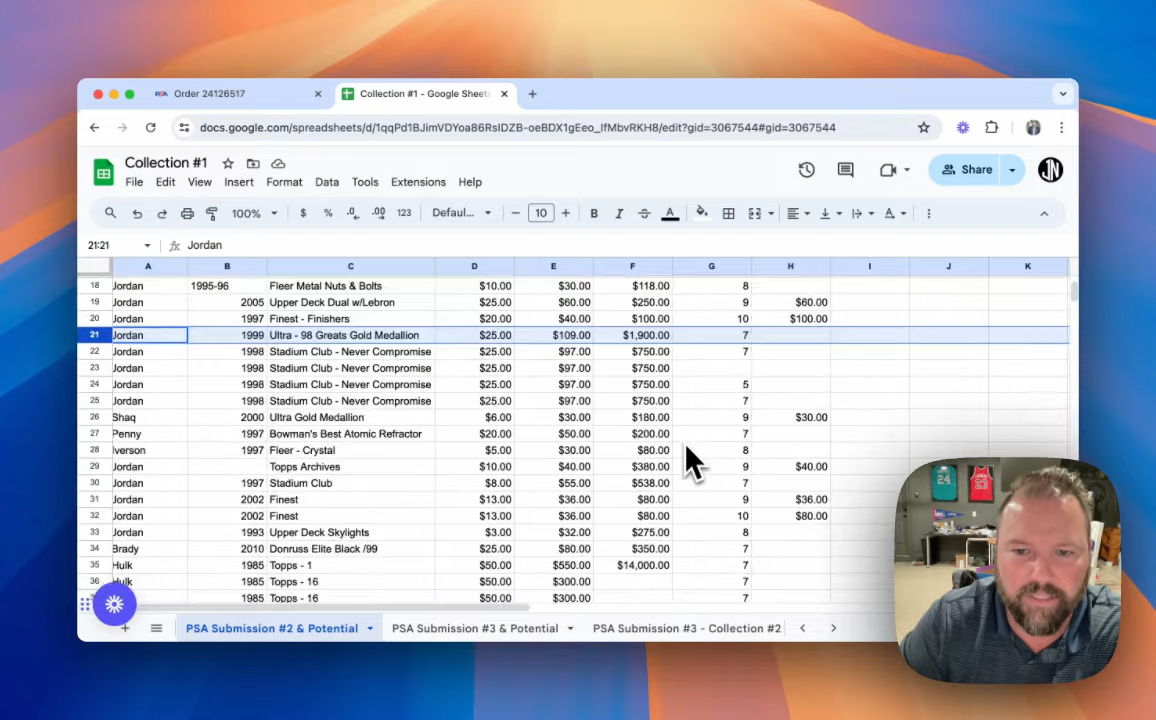 PSA Order 24126517
Collection #1 - Google Sheets
docs.google.com/spreadsheets/d/1qqPd1BJimVDYoa86RsIDZB-oeBDX1gEeo_IfMbvRKH8/edit?gid=3067544#gid=3067544
Collection #1
File Edit View Insert Format Data Tools Extensions Help
Share
JN
100% $ % .0 .00 123 Defaul... 10 B I A
21:21 fx Jordan
A B C D E F G H I J K
18 Jordan 1995-96 Fleer Metal Nuts & Bolts $10.00 $30.00 $118.00 8
19 Jordan 2005 Upper Deck Dual w/Lebron $25.00 $60.00 $250.00 9 $60.00
20 Jordan 1997 Finest - Finishers $20.00 $40.00 $100.00 10 $100.00
21 Jordan 1999 Ultra - 98 Greats Gold Medallion $25.00 $109.00 $1,900.00 7
22 Jordan 1998 Stadium Club - Never Compromise $25.00 $97.00 $750.00 7
23 Jordan 1998 Stadium Club - Never Compromise $25.00 $97.00 $750.00
24 Jordan 1998 Stadium Club - Never Compromise $25.00 $97.00 $750.00 5
25 Jordan 1998 Stadium Club - Never Compromise $25.00 $97.00 $750.00 7
26 Shaq 2000 Ultra Gold Medallion $6.00 $30.00 $180.00 9 $30.00
27 Penny 1997 Bowman's Best Atomic Refractor $20.00 $50.00 $200.00 7
28 Iverson 1997 Fleer - Crystal $5.00 $30.00 $80.00 8
29 Jordan Topps Archives $10.00 $40.00 $380.00 9 $40.00
30 Jordan 1997 Stadium Club $8.00 $55.00 $538.00 7
31 Jordan 2002 Finest $13.00 $36.00 $80.00 9 $36.00
32 Jordan 2002 Finest $13.00 $36.00 $80.00 10 $80.00
33 Jordan 1993 Upper Deck Skylights $3.00 $32.00 $275.00 8
34 Brady 2010 Donruss Elite Black /99 $25.00 $80.00 $350.00 7
35 Hulk 1985 Topps - 1 $50.00 $550.00 $14,000.00 7
36 Hulk 1985 Topps - 16 $50.00 $300.00 7
1985 Topps - 16 $50.00 $300.00 7
PSA Submission #2 & Potential PSA Submission #3 & Potential PSA Submission #3 - Collection #2
24
23